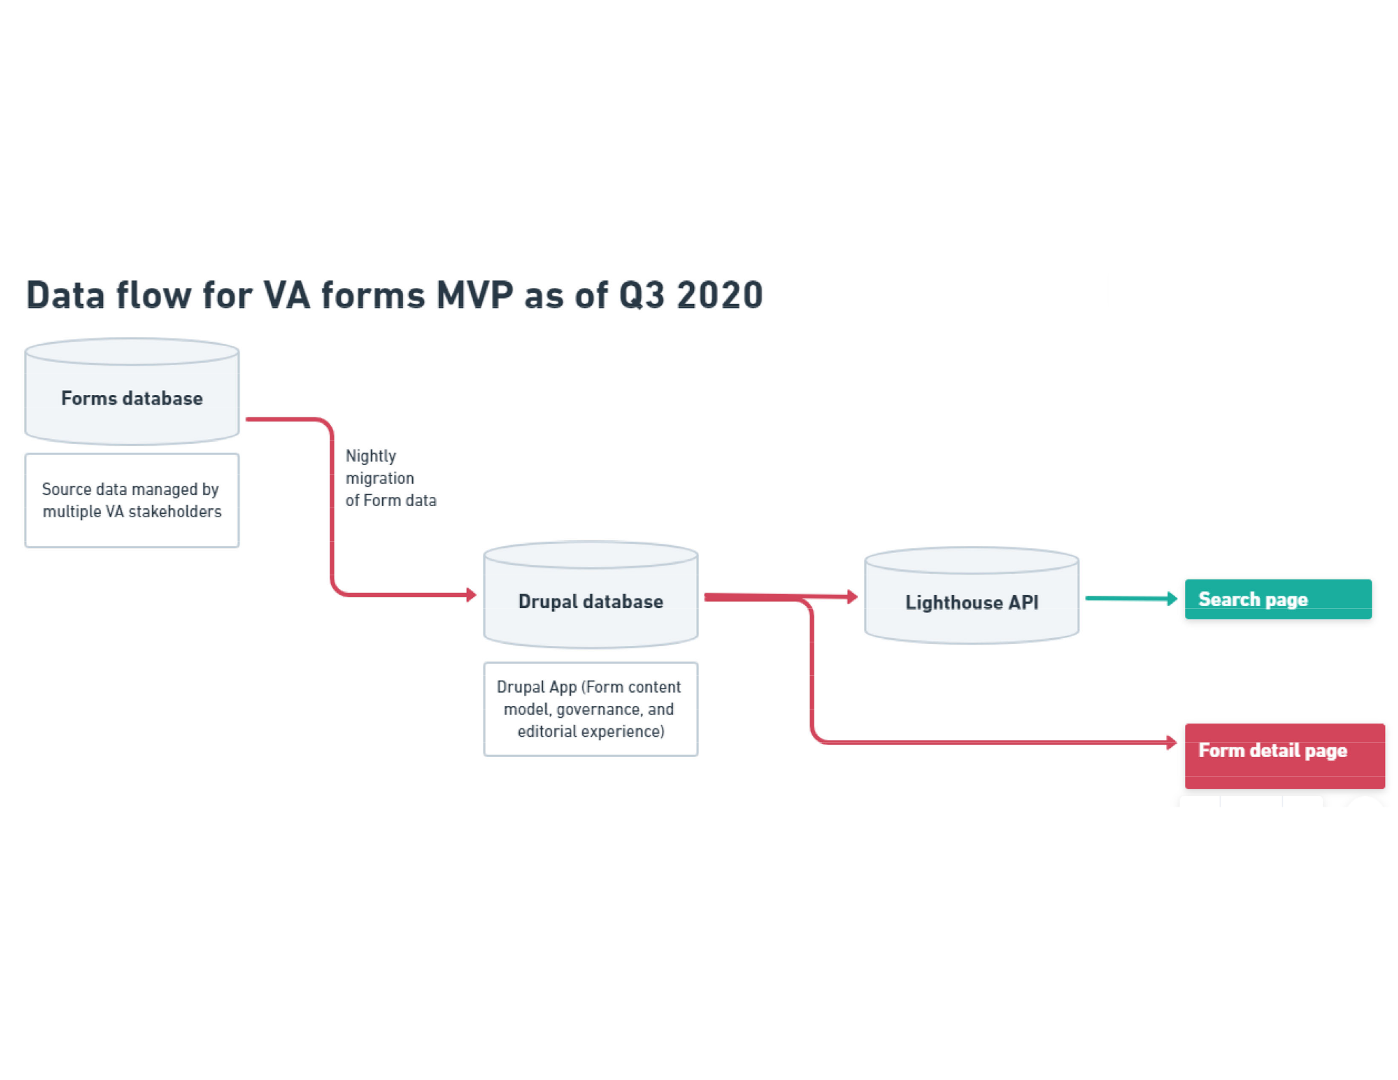 Data flow for VA forms MVP as of Q3 2020
Forms database
Source data managed by
multiple VA stakeholders
Nightly
migration
of Form data
Drupal database
Drupal App (Form content
model, governance, and
editorial experience)
Lighthouse API
Search page
Form detail page